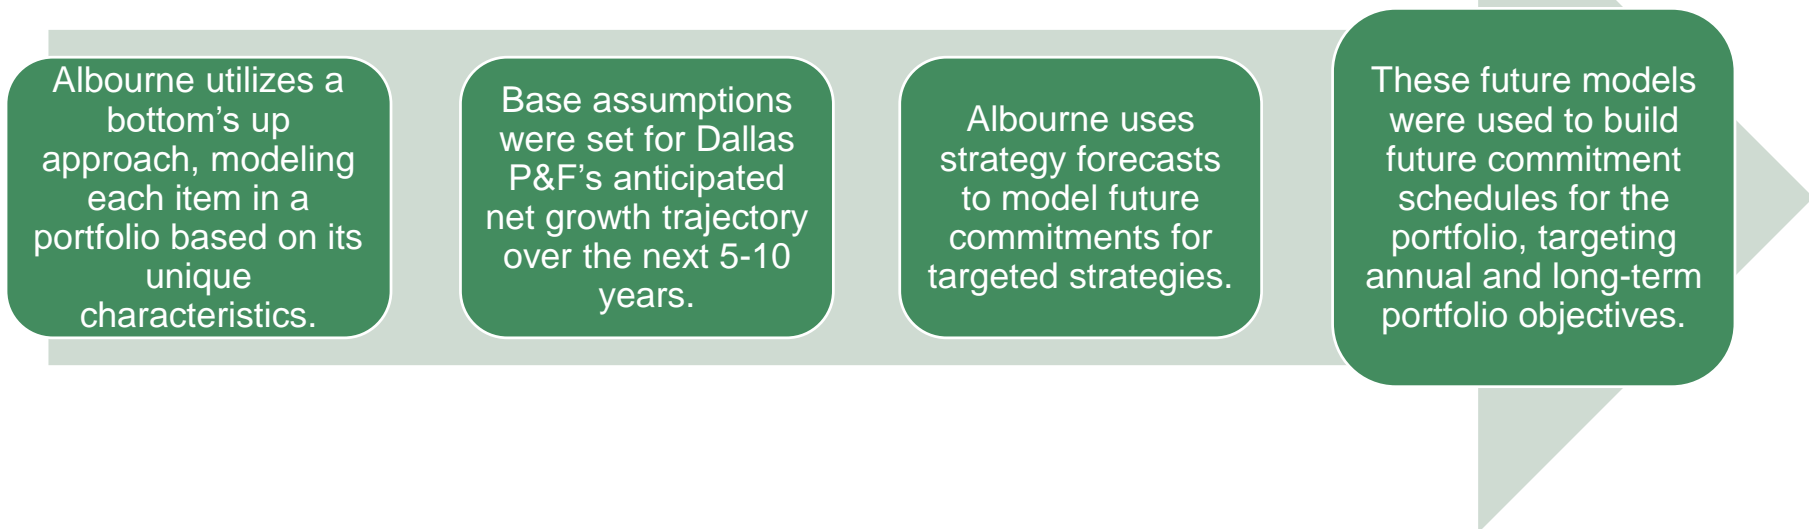 Albourne utilizes a
bottom’s up
approach, modeling
each item in a
portfolio based on its
unique
characteristics.
Base assumptions
were set for Dallas
P&F’s anticipated
net growth trajectory
over the next 5-10
years.
Albourne uses
strategy forecasts
to model future
commitments for
targeted strategies.
These future models
were used to build
future commitment
schedules for the
portfolio, targeting
annual and long-term
portfolio objectives.